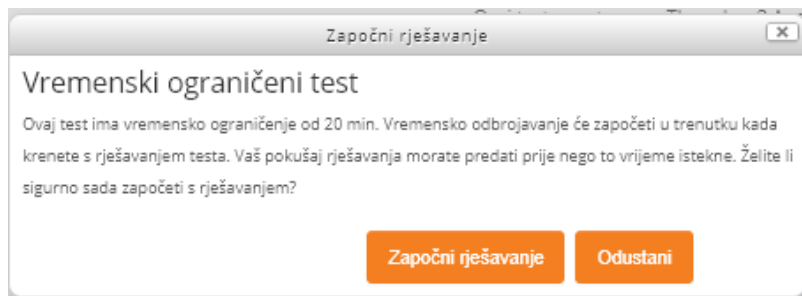 Započni rješavanje
Vremenski ograničeni test
Ovaj test ima vremensko ograničenje od 20 min. Vremensko odbrojavanje će započeti u trenutku kada
krenete s rješavanjem testa. Vaš pokušaj rješavanja morate predati prije nego to vrijeme istekne. Želite li
sigurno sada započeti s rješavanjem?
Započni rješavanje Odustani